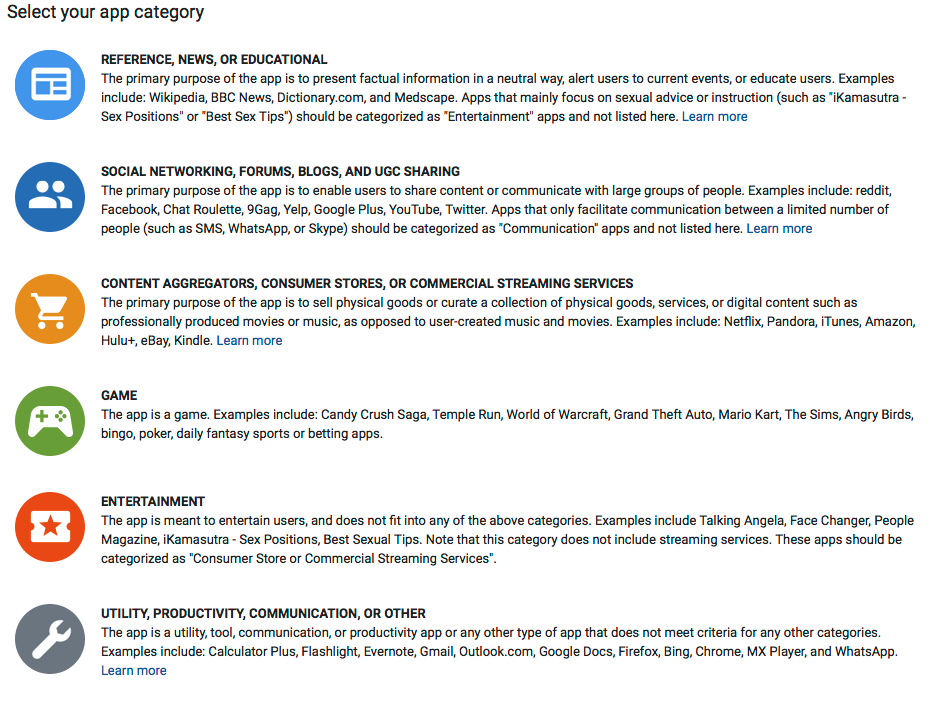 Select your app category
REFERENCE, NEWS, OR EDUCATIONAL
The primary purpose of the app is to present factual information in a neutral way, alert users to current events, or educate users. Examples
include: Wikipedia, BBC News, Dictionary.com, and Medscape. Apps that mainly focus on sexual advice or instruction (such as "iKamasutra -
Sex Positions" or "Best Sex Tips") should be categorized as "Entertainment" apps and not listed here. Learn more
SOCIAL NETWORKING, FORUMS, BLOGS, AND UGC SHARING
The primary purpose of the app is to enable users to share content or communicate with large groups of people. Examples include: reddit,
Facebook, Chat Roulette, 9Gag, Yelp, Google Plus, YouTube, Twitter. Apps that only facilitate communication between a limited number of
people (such as SMS, WhatsApp, or Skype) should be categorized as "Communication" apps and not listed here. Learn more
CONTENT AGGREGATORS, CONSUMER STORES, OR COMMERCIAL STREAMING SERVICES
The primary purpose of the app is to sell physical goods or curate a collection of physical goods, services, or digital content such as
professionally produced movies or music, as opposed to user-created music and movies. Examples include: Netflix, Pandora, iTunes, Amazon,
Hulu+, eBay, Kindle. Learn more
GAME
The app is a game. Examples include: Candy Crush Saga, Temple Run, World of Warcraft, Grand Theft Auto, Mario Kart, The Sims, Angry Birds,
bingo, poker, daily fantasy sports or betting apps.
ENTERTAINMENT
The app is meant to entertain users, and does not fit into any of the above categories. Examples include Talking Angela, Face Changer, People
Magazine, iKamasutra - Sex Positions, Best Sexual Tips. Note that this category does not include streaming services. These apps should be
categorized as "Consumer Store or Commercial Streaming Services".
UTILITY, PRODUCTIVITY, COMMUNICATION, OR OTHER
The app is a utility, tool, communication, or productivity app or any other type of app that does not meet criteria for any other categories.
Examples include: Calculator Plus, Flashlight, Evernote, Gmail, Outlook.com, Google Docs, Firefox, Bing, Chrome, MX Player, and WhatsApp.
Learn more